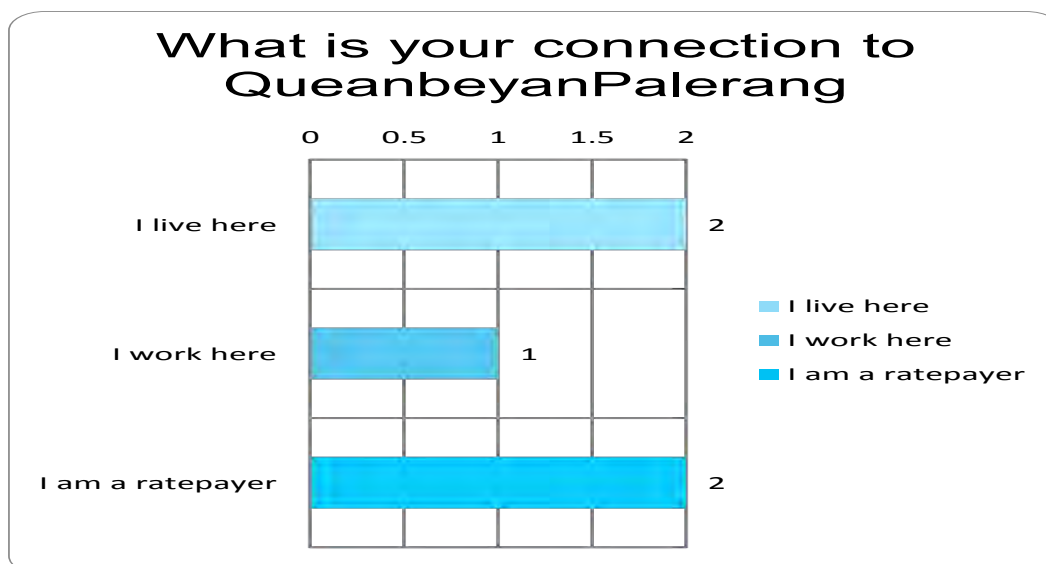 What is your connection to
QueanbeyanPalerang
0 0.5 1 1.5 2
I live here 2
I work here 1
I am a ratepayer 2
I live here
I work here
I am a ratepayer